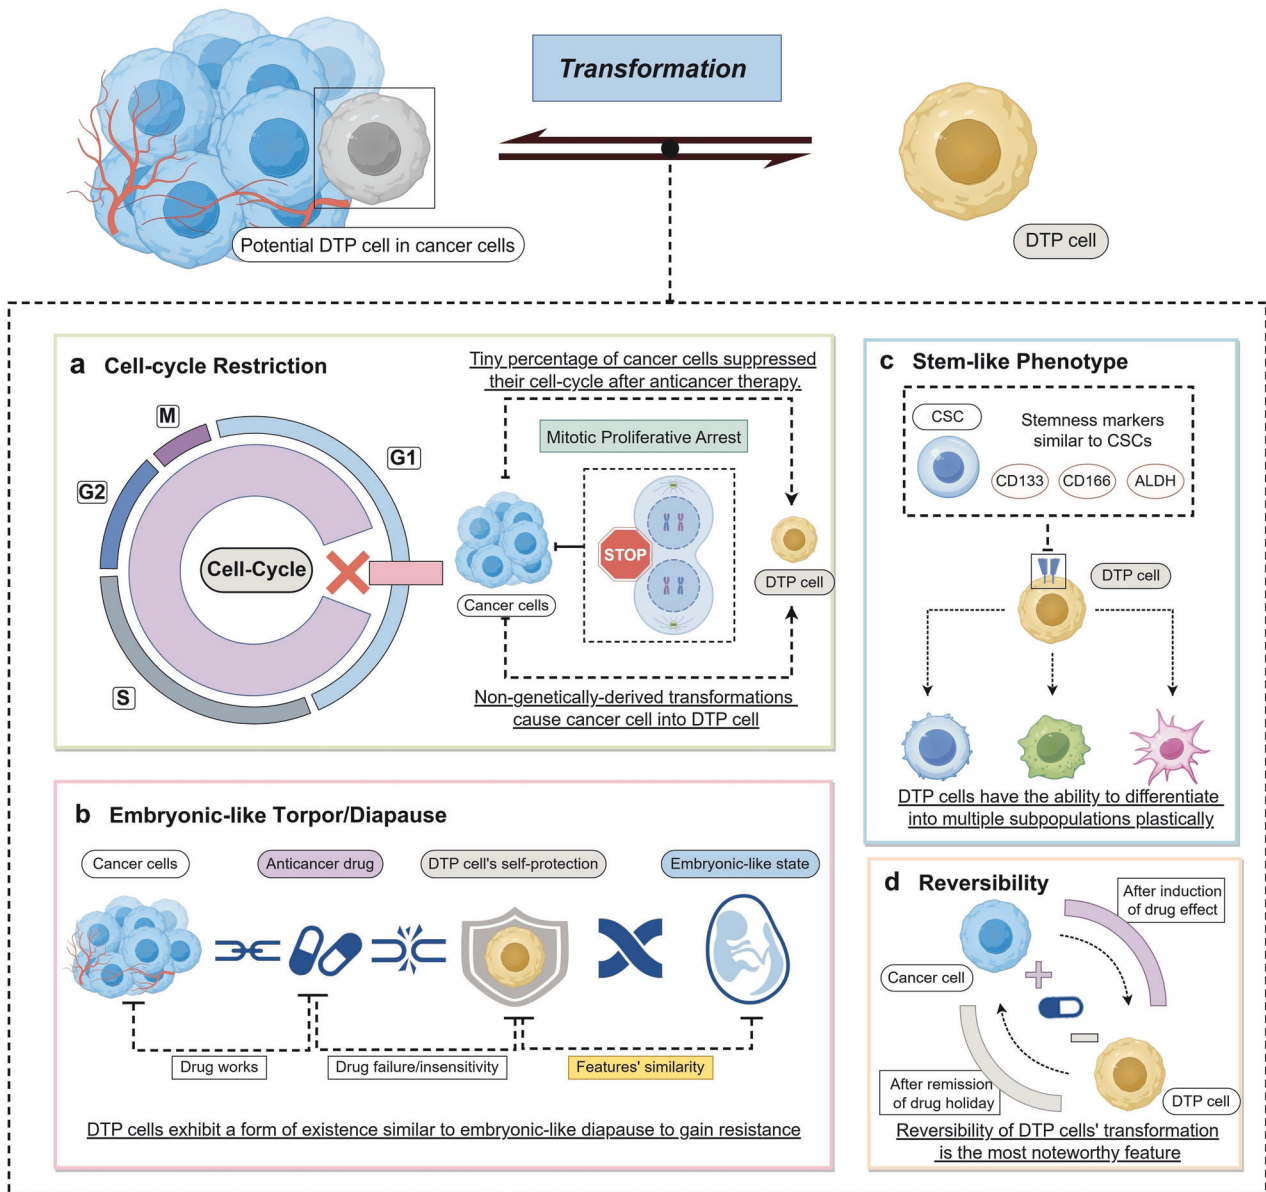 Transformation
Potential DTP cell in cancer cells
DTP cell
a Cell-cycle Restriction
Tiny percentage of cancer cells suppressed
their cell-cycle after anticancer therapy.
M
G1
G2
S
Cell-Cycle
Mitotic Proliferative Arrest
STOP
Cancer cells
DTP cell
Non-genetically-derived transformations
cause cancer cell into DTP cell
b Embryonic-like Torpor/Diapause
Cancer cells
Anticancer drug
DTP cell's self-protection
Embryonic-like state
Drug works
Drug failure/insensitivity
Features' similarity
DTP cells exhibit a form of existence similar to embryonic-like diapause to gain resistance
c Stem-like Phenotype
CSC
Stemness markers
similar to CSCs
CD133
CD166
ALDH
DTP cell
DTP cells have the ability to differentiate
into multiple subpopulations plastically
d Reversibility
After induction
of drug effect
Cancer cell
After remission
of drug holiday
DTP cell
Reversibility of DTP cells' transformation
is the most noteworthy feature